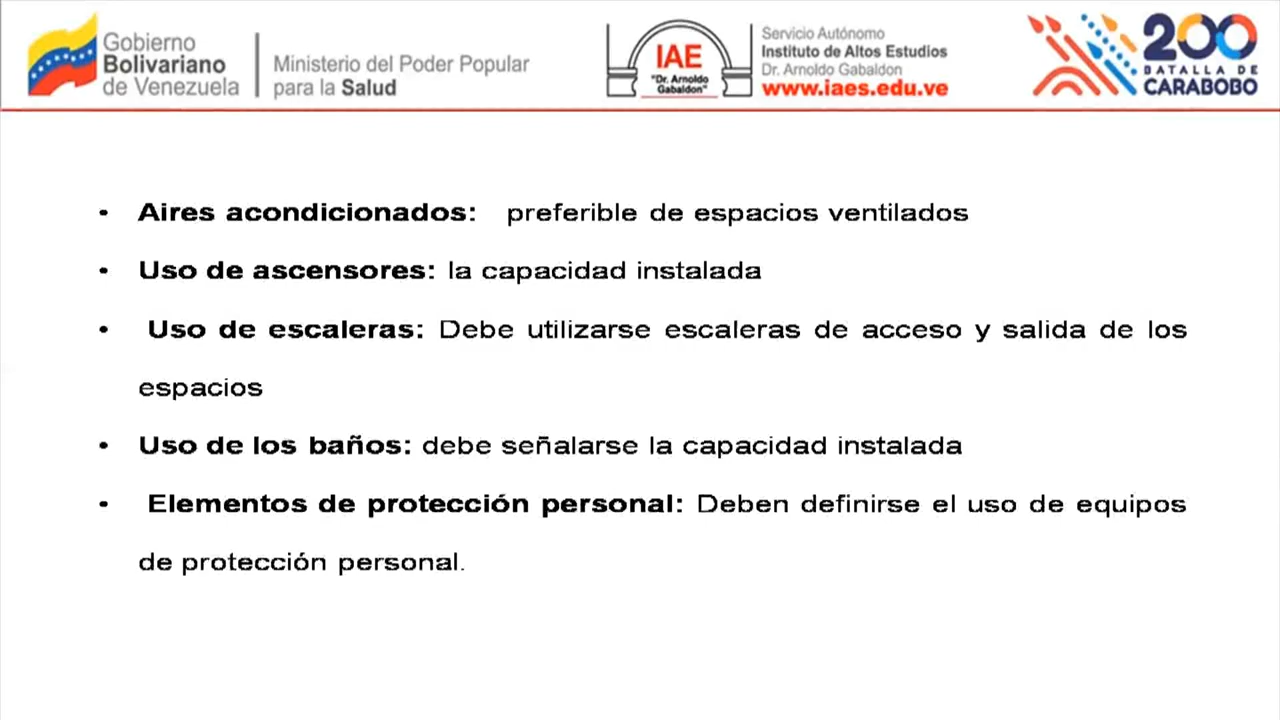 Gobierno
Bolivariano
de Venezuela
Ministerio del Poder Popular
para la Salud
IAE
"Dr. Arnoldo
Gabaldon"
Servicio Autónomo
Instituto de Altos Estudios
Dr. Arnoldo Gabaldon
www.iaes.edu.ve
200
BATALLA DE
CARABOBO
• Aires acondicionados: preferible de espacios ventilados
• Uso de ascensores: la capacidad instalada
• Uso de escaleras: Debe utilizarse escaleras de acceso y salida de los
espacios
• Uso de los baños: debe señalarse la capacidad instalada
• Elementos de protección personal: Deben definirse el uso de equipos
de protección personal.